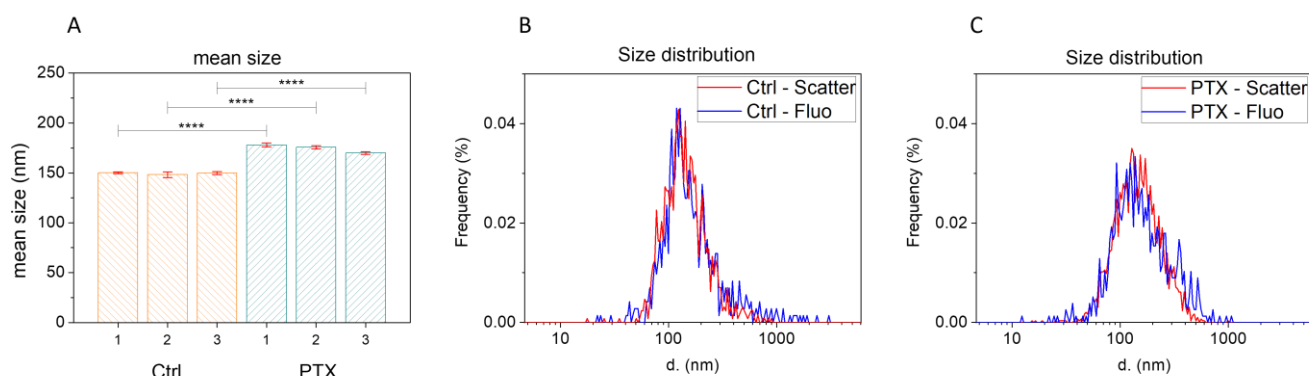 A
mean size
mean size (nm)
250
200
150
100
50
0
****
****
****
1
2
3
1
2
3
Ctrl
PTX
B
Size distribution
Ctrl - Scatter
Ctrl - Fluo
Frequency (%)
0.04
0.02
0.00
10
100
1000
d. (nm)
C
Size distribution
PTX - Scatter
PTX - Fluo
Frequency (%)
0.04
0.02
0.00
10
100
1000
d. (nm)